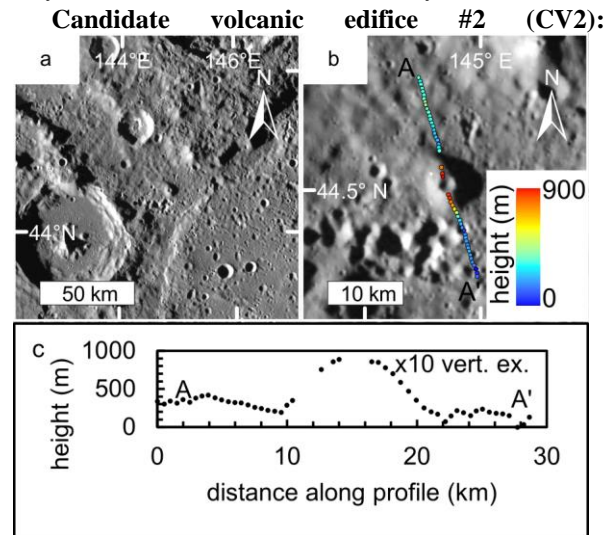 Candidate volcanic edifice #2 (CV2):
a
144°E
146°E
N
44°N
50 km
b
A
145° E
N
44.5° N
A'
10 km
height (m)
900
0
c
1000
500
0
height (m)
A
x10 vert. ex.
A'
0
10
20
30
distance along profile (km)